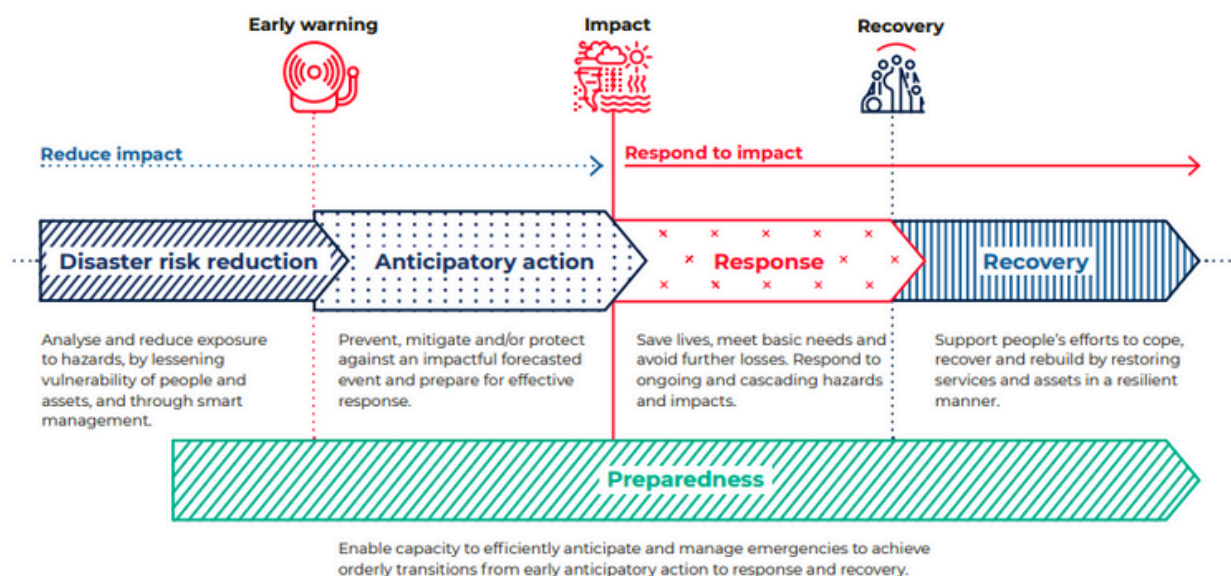 Early warning
Impact
Recovery
Reduce impact
Respond to impact
Disaster risk reduction
Anticipatory action
Response
Recovery
Analyse and reduce exposure
to hazards, by lessening
vulnerability of people and
assets, and through smart
management.
Prevent, mitigate and/or protect
against an impactful forecasted
event and prepare for effective
response.
Save lives, meet basic needs and
avoid further losses. Respond to
ongoing and cascading hazards
and impacts.
Support people's efforts to cope,
recover and rebuild by restoring
services and assets in a resilient
manner.
Preparedness
Enable capacity to efficiently anticipate and manage emergencies to achieve
orderly transitions from early anticipatory action to response and recovery.